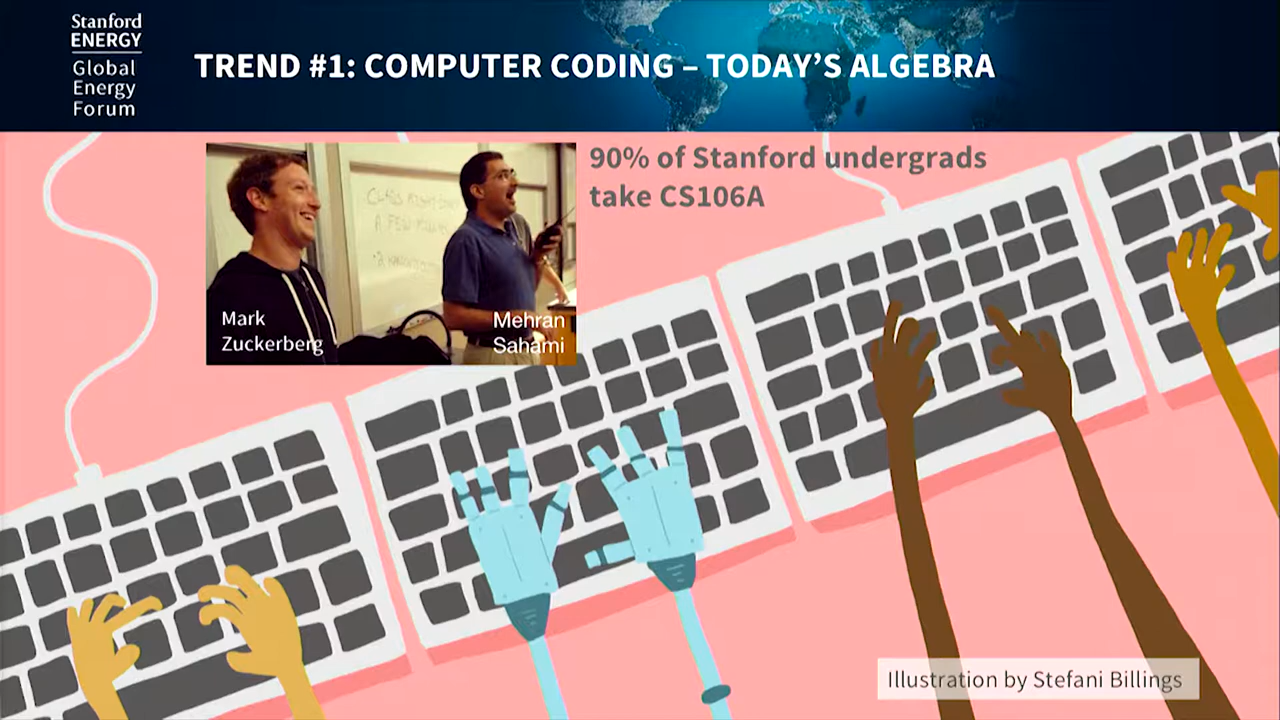 Stanford
ENERGY
Global
Energy
Forum
TREND #1: COMPUTER CODING – TODAY'S ALGEBRA
90% of Stanford undergrads
take CS106A
A FEW
Mark
Zuckerberg
Mehran
Sahami
Illustration by Stefani Billings